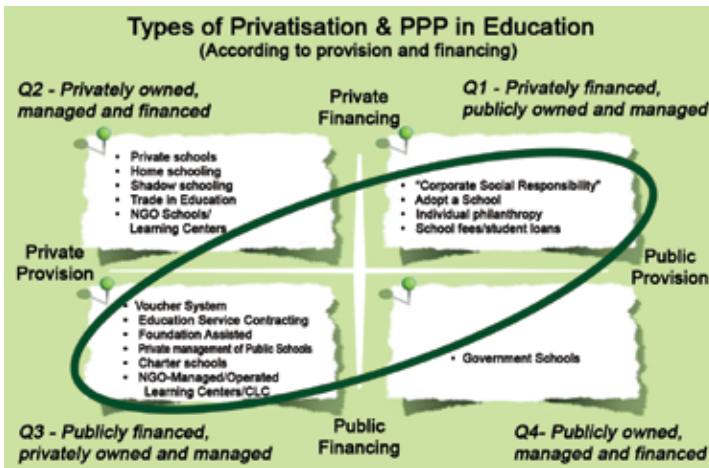 Types of Privatisation & PPP in Education
(According to provision and financing)
Q2 - Privately owned,
managed and financed
Private
Financing
Q1 - Privately financed,
publicly owned and managed
• Private schools
• Home schooling
• Shadow schooling
• Trade in Education
• NGO Schools/
Learning Centers
• "Corporate Social Responsibility"
• Adopt a School
• Individual philanthropy
• School fees/student loans
Private
Provision
Public
Provision
• Voucher System
• Education Service Contracting
• Foundation Assisted
• Private management of Public Schools
• Charter schools
• NGO-Managed/Operated
Learning Centers/CLC
• Government Schools
Q3 - Publicly financed,
privately owned and managed
Public
Financing
Q4- Publicly owned,
managed and financed